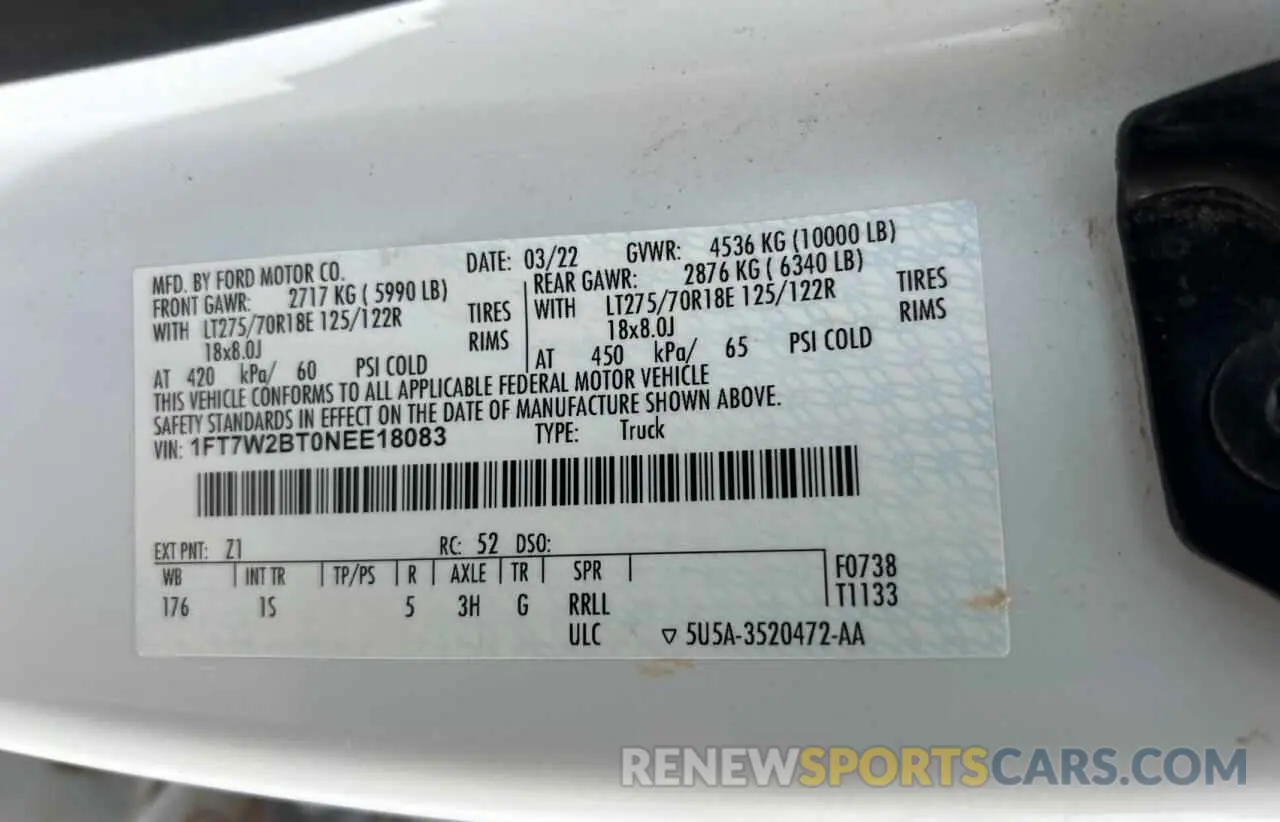 MFD. BY FORD MOTOR CO. DATE: 03/22 GVWR: 4536 KG (10000 LB)
FRONT GAWR: 2717 KG ( 5990 LB) REAR GAWR: 2876 KG ( 6340 LB)
WITH LT275/70R18E 125/122R TIRES WITH LT275/70R18E 125/122R TIRES
18x8.0J RIMS 18x8.0J RIMS
AT 420 kPa/ 60 PSI COLD AT 450 kPa/ 65 PSI COLD
THIS VEHICLE CONFORMS TO ALL APPLICABLE FEDERAL MOTOR VEHICLE
SAFETY STANDARDS IN EFFECT ON THE DATE OF MANUFACTURE SHOWN ABOVE.
VIN: 1FT7W2BT0NEE18083 TYPE: Truck
EXT PNT: Z1 RC: 52 DSO:
WB INT TR TP/PS R AXLE TR SPR F0738
176 1S 5 3H G RRLL T1133
ULC ▽ 5U5A-3520472-AA
RENEWSPORTSCARS.COM